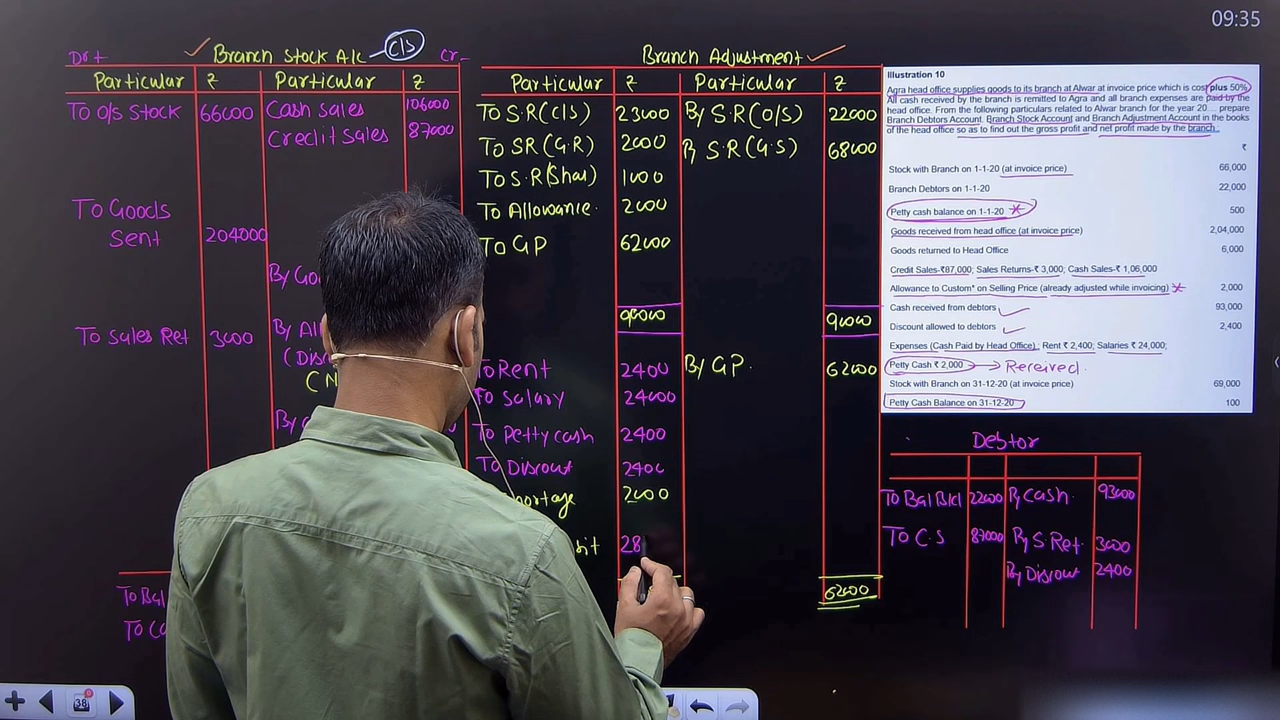 09:35
Dr + Branch Stock A/c C/S Cr -
Particular ₹ Particular ₹
To o/s Stock 66000 Cash Sales 106000
Credit Sales 87000
To Goods Sent 204000
By Goo
To Sales Ret 3000 By All
(Disc
CN
To Bal
To Co
Branch Adjustment
Particular ₹ Particular ₹
To S.R (c/s) 23000 By S.R (o/s) 22000
To SR (G.R) 2000 By S.R (G.S) 68000
To S.R (Shor) 1000
To Allowance. 2000
To GP 62000
90000 90000
To Rent 2400 By G.P. 62000
To Salary 24000
To Petty cash 2400
To Discout 2400
ortage 2000
it 28
62000
Illustration 10
Agra head office supplies goods to its branch at Alwar at invoice price which is cost plus 50%.
All cash received by the branch is remitted to Agra and all branch expenses are paid by the
head office. From the following particulars related to Alwar branch for the year 20.... prepare
Branch Debtors Account, Branch Stock Account and Branch Adjustment Account in the books
of the head office so as to find out the gross profit and net profit made by the branch.
₹
Stock with Branch on 1-1-20 (at invoice price) 66,000
Branch Debtors on 1-1-20 22,000
Petty cash balance on 1-1-20 500
Goods received from head office (at invoice price) 2,04,000
Goods returned to Head Office 6,000
Credit Sales-₹87,000; Sales Returns-₹ 3,000; Cash Sales-₹ 1,06,000
Allowance to Custom* on Selling Price (already adjusted while invoicing) 2,000
Cash received from debtors 93,000
Discount allowed to debtors 2,400
Expenses (Cash Paid by Head Office) Rent ₹ 2,400; Salaries ₹ 24,000;
Petty Cash ₹ 2,000 → Received.
Stock with Branch on 31-12-20 (at invoice price) 69,000
Petty Cash Balance on 31-12-20 100
Debtor
To Bal B/d 22000 By Cash. 93000
To C.S 87000 By S Ret. 3000
By Discout 2400
38